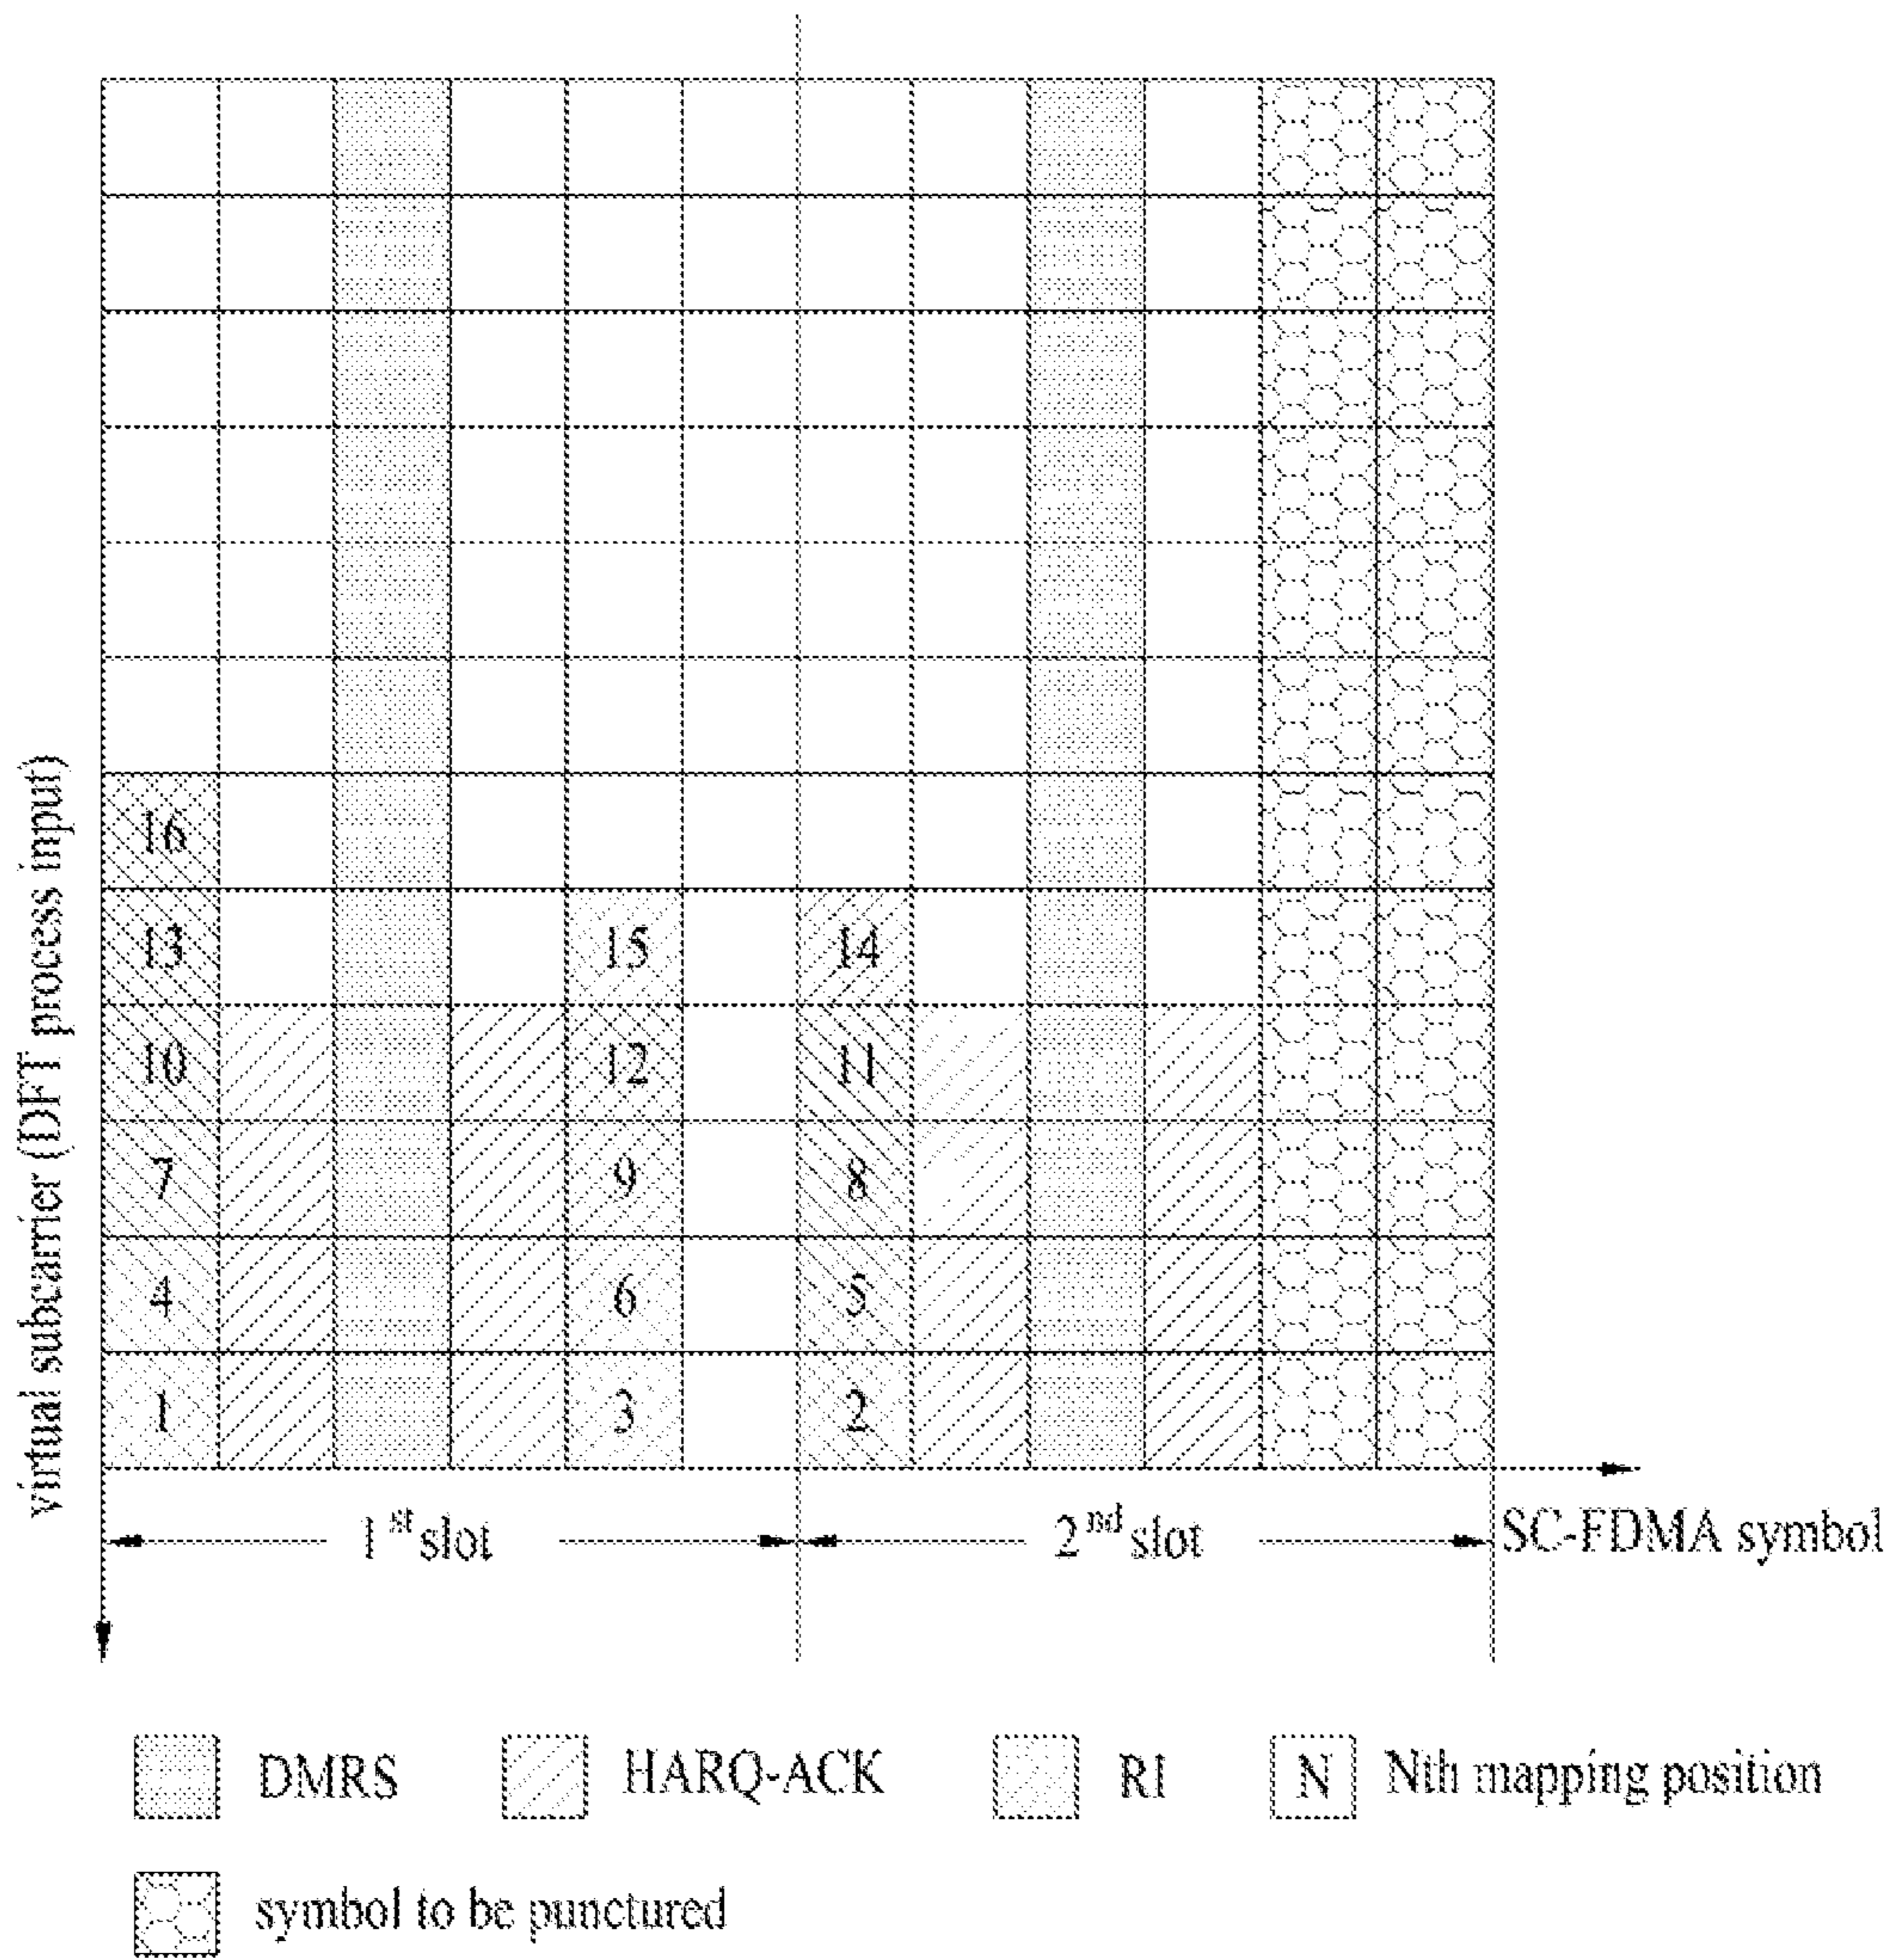 virtual subcarrier (DFT process input)
16
13 15 14
10 12 11
7 9 8
4 6 5
1 3 2
1st slot 2nd slot SC-FDMA symbol
DMRS HARQ-ACK RI N Nth mapping position
symbol to be punctured